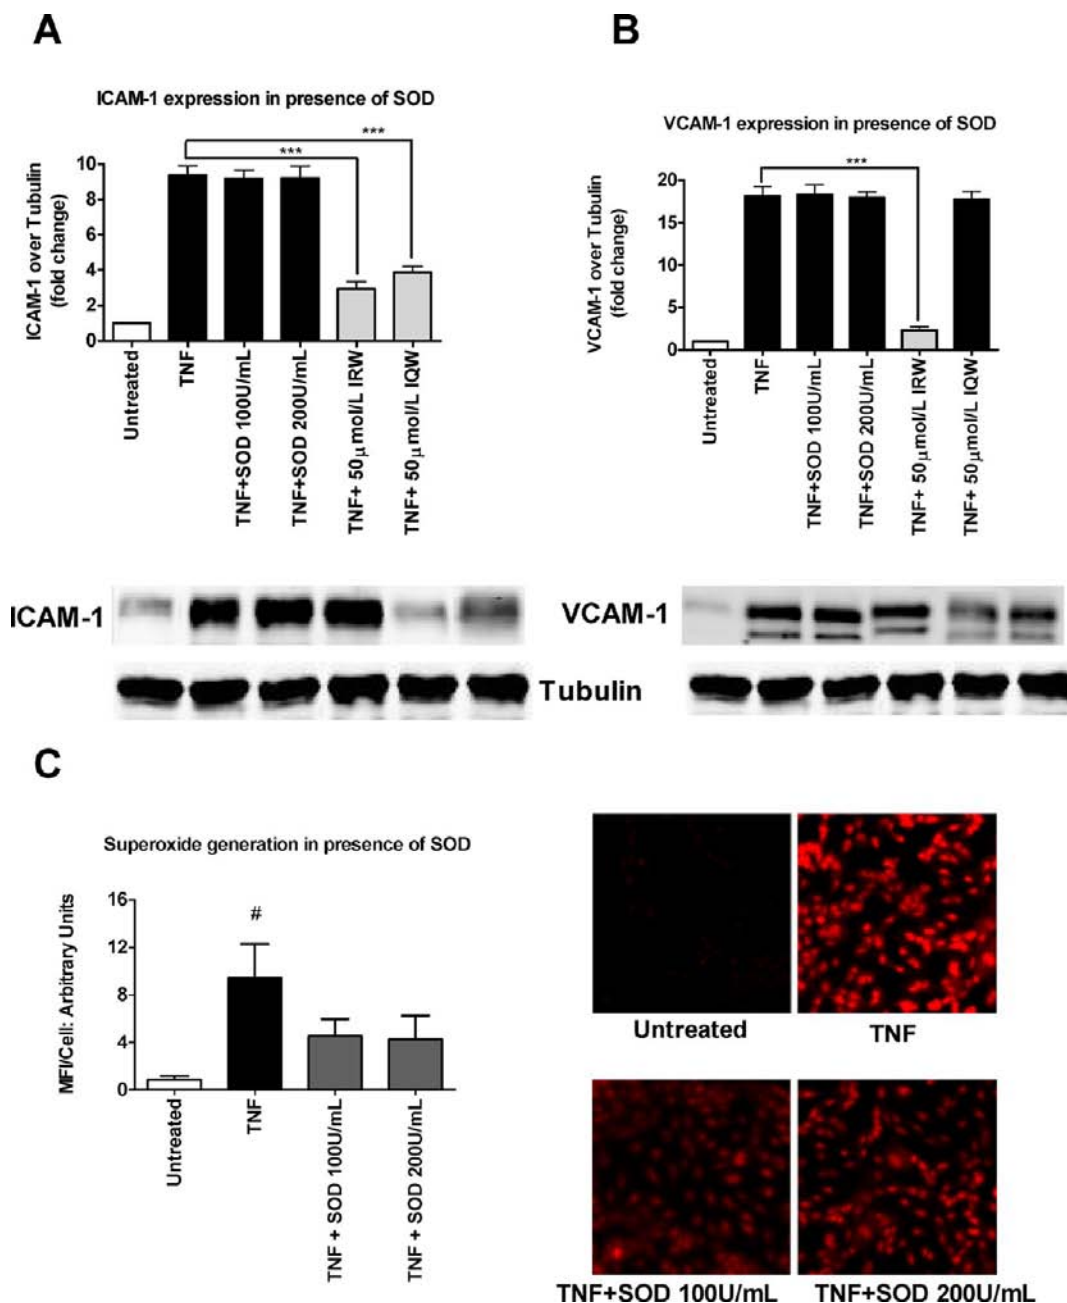 A
ICAM-1 expression in presence of SOD
***
***
ICAM-1 over Tubulin
(fold change)
10
8
6
4
2
0
Untreated
TNF
TNF+SOD 100U/mL
TNF+SOD 200U/mL
TNF+ 50μmol/L IRW
TNF+ 50μmol/L IQW
B
VCAM-1 expression in presence of SOD
***
VCAM-1 over Tubulin
(fold change)
20
15
10
5
0
Untreated
TNF
TNF+SOD 100U/mL
TNF+SOD 200U/mL
TNF+ 50μmol/L IRW
TNF+ 50μmol/L IQW
ICAM-1
VCAM-1
Tubulin
C
Superoxide generation in presence of SOD
MFI/Cell: Arbitrary Units
16
12
8
4
0
#
Untreated
TNF
TNF + SOD 100U/mL
TNF + SOD 200U/mL
Untreated
TNF
TNF+SOD 100U/mL
TNF+SOD 200U/mL